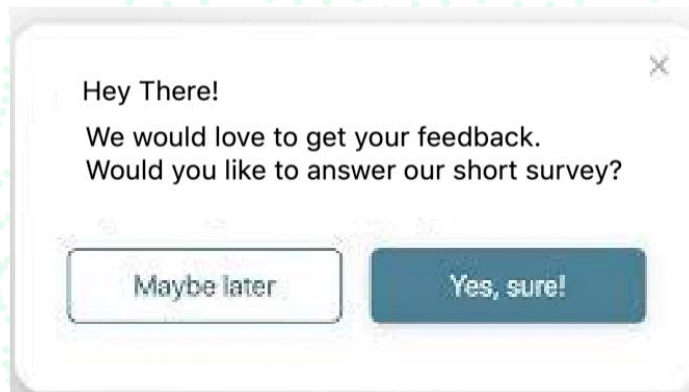 Hey There!
We would love to get your feedback.
Would you like to answer our short survey?
Maybe later
Yes, sure!